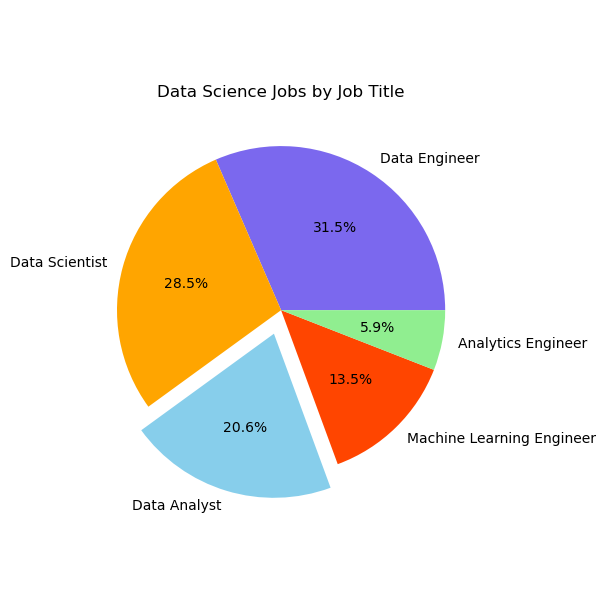 Data Science Jobs by Job Title
Data Engineer
31.5%
Data Scientist
28.5%
5.9%
Analytics Engineer
13.5%
Machine Learning Engineer
20.6%
Data Analyst